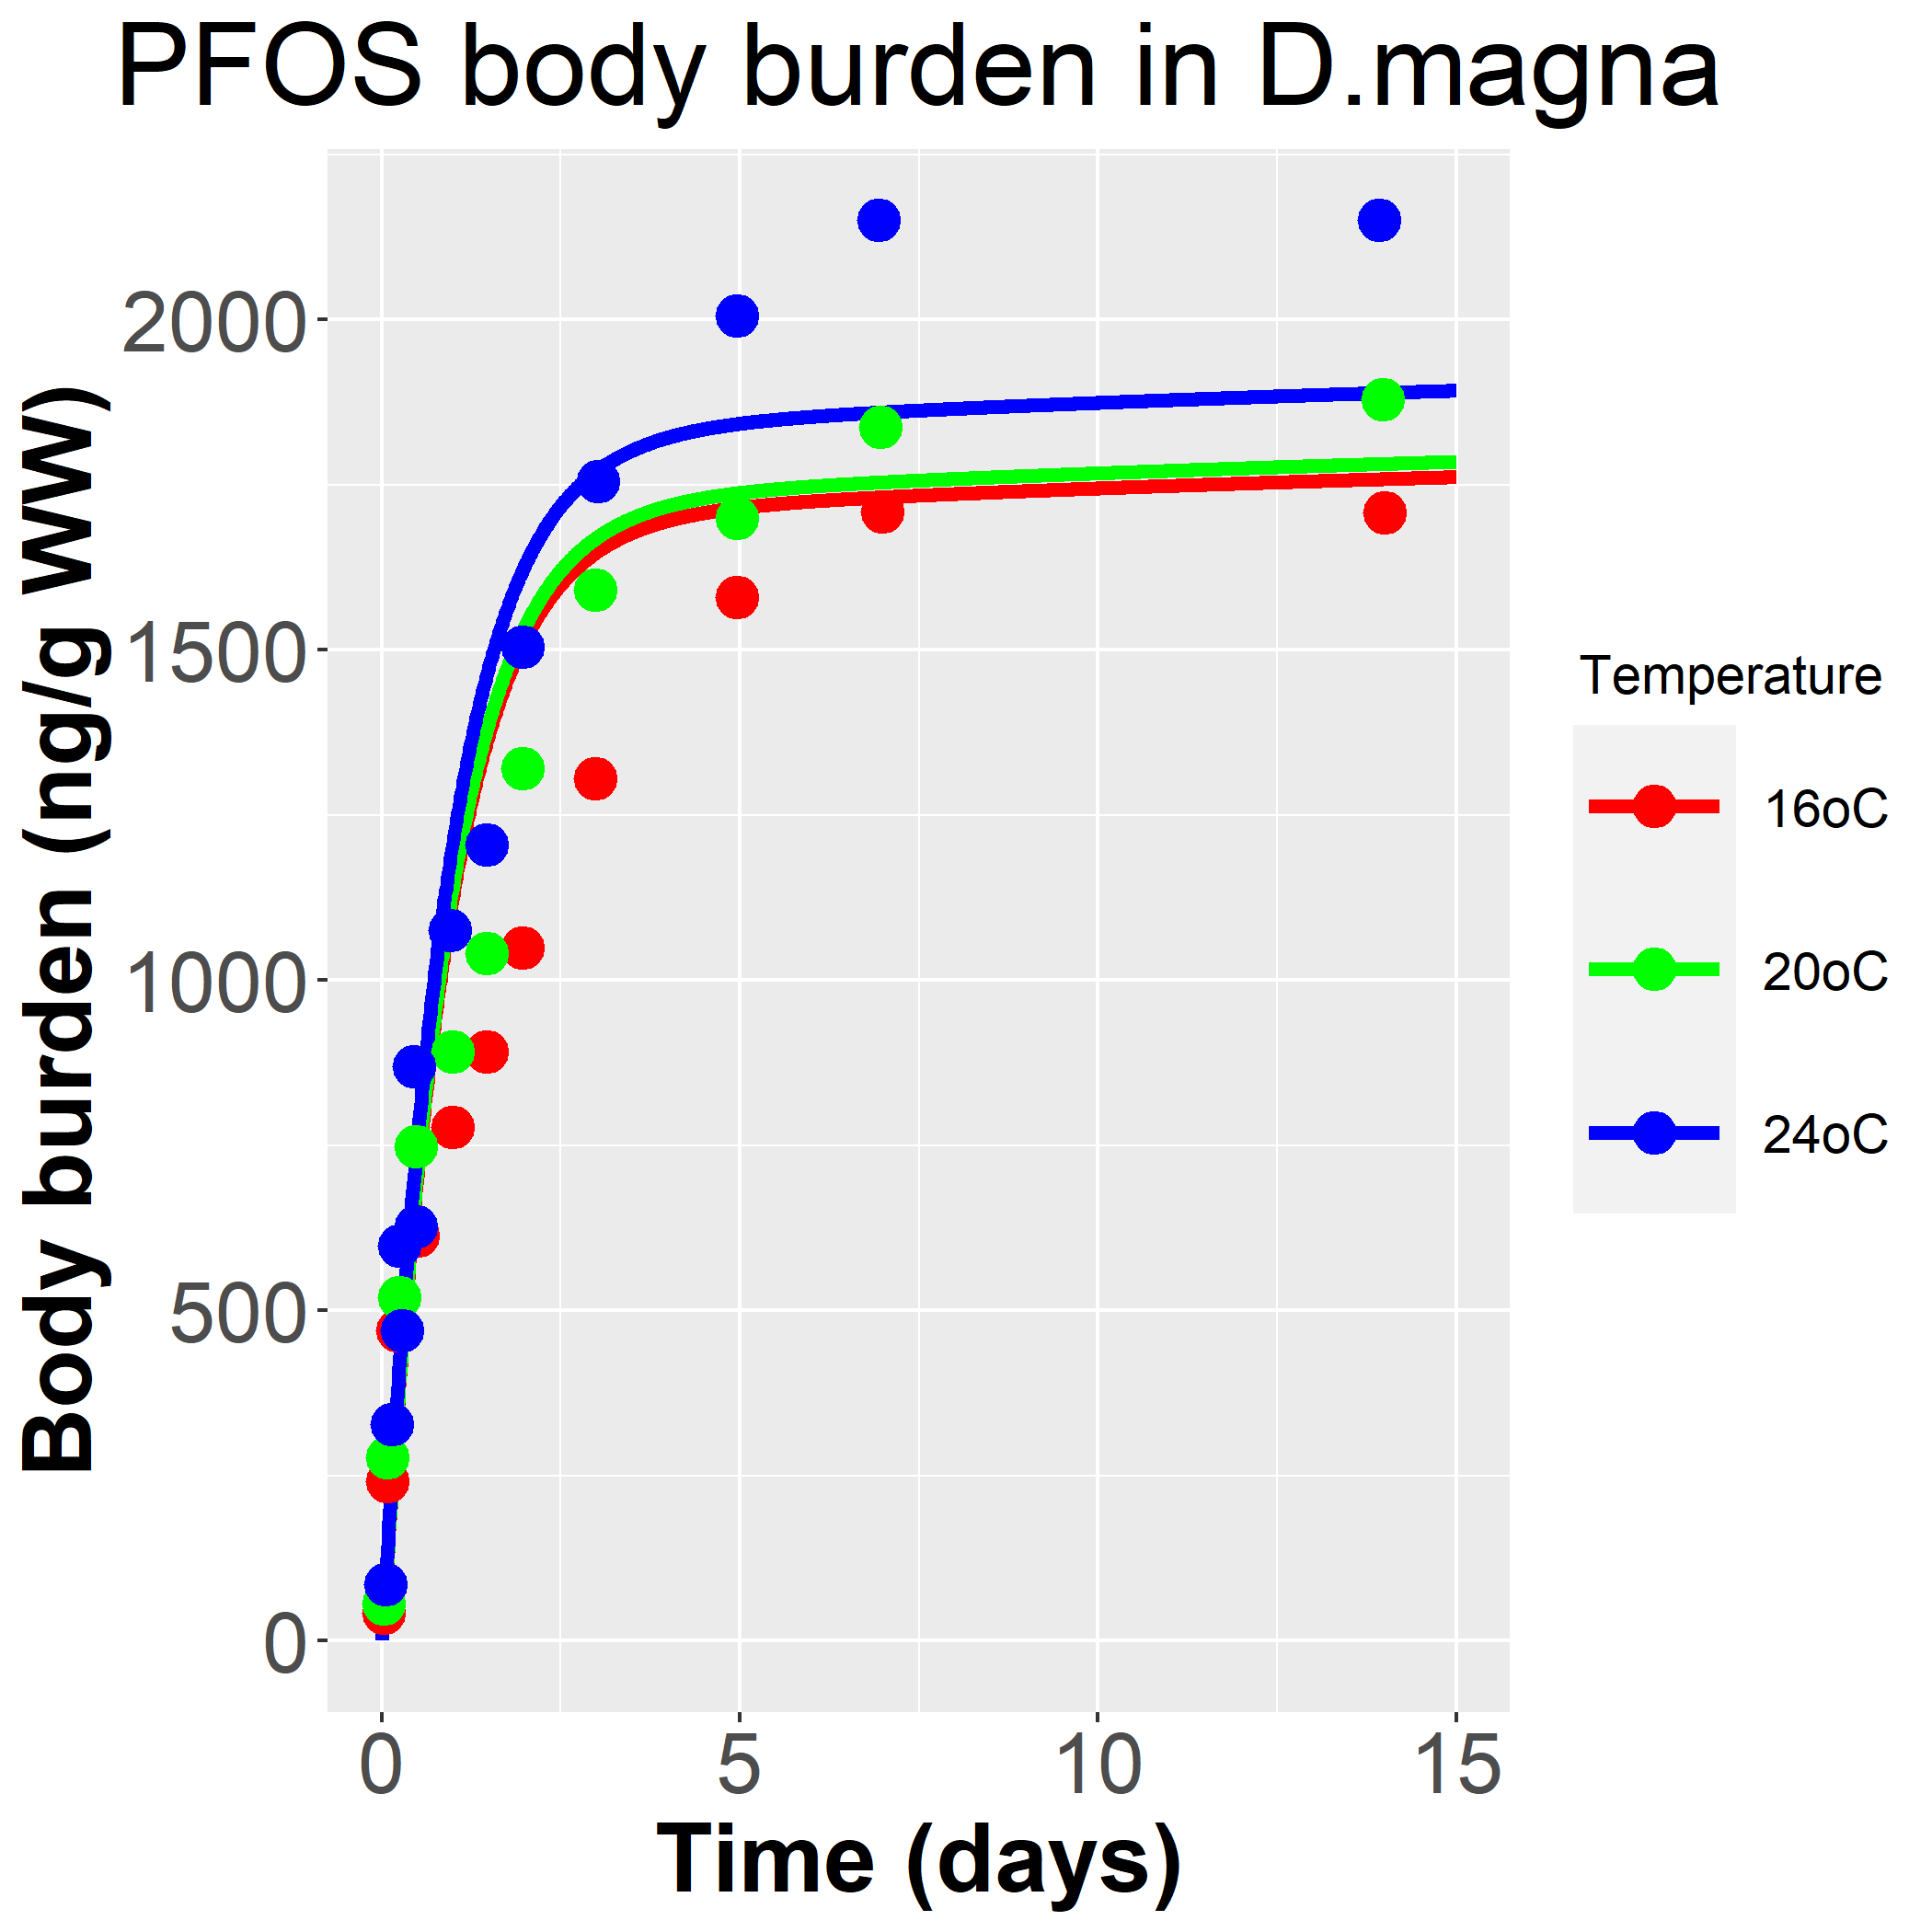 PFOS body burden in D.magna
Body burden (ng/g WW)
2000
1500
1000
500
0
0
5
10
15
Time (days)
Temperature
16oC
20oC
24oC